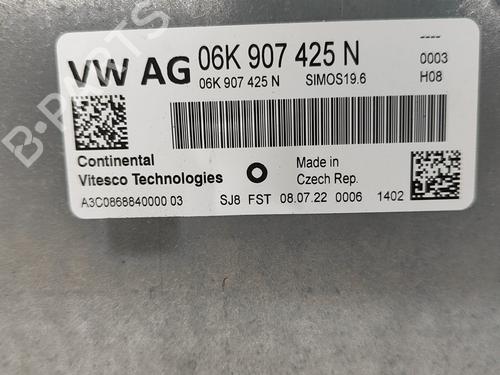 VW AG 06K 907 425 N
----
0003
06K 907 425 N SIMOS19.6 H08
Continental
Vitesco Technologies
Made in
Czech Rep.
A3C0868840000 03 SJ8 FST 08.07.22 0006 1402
B-PARTS